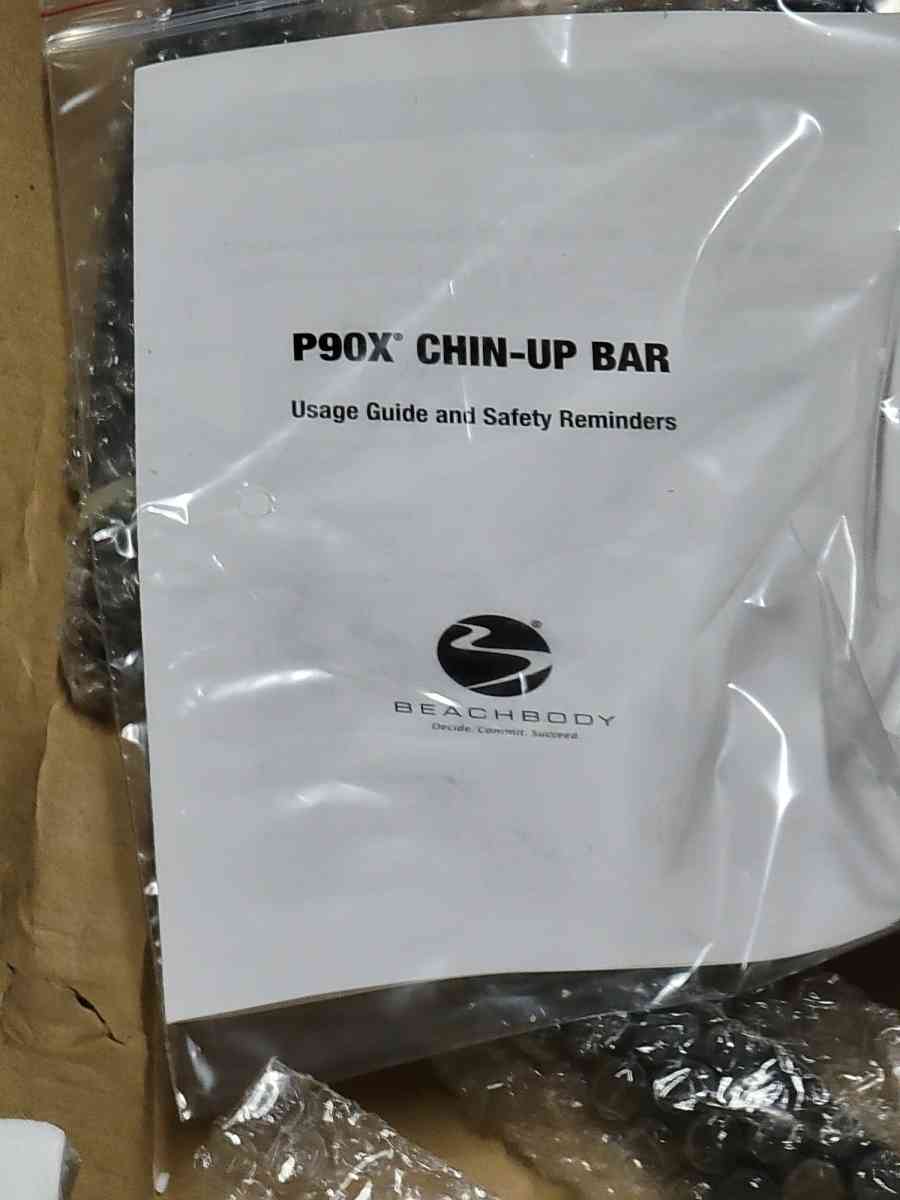 P90X® CHIN-UP BAR
Usage Guide and Safety Reminders
®
BEACHBODY
Decide. Commit. Succeed.